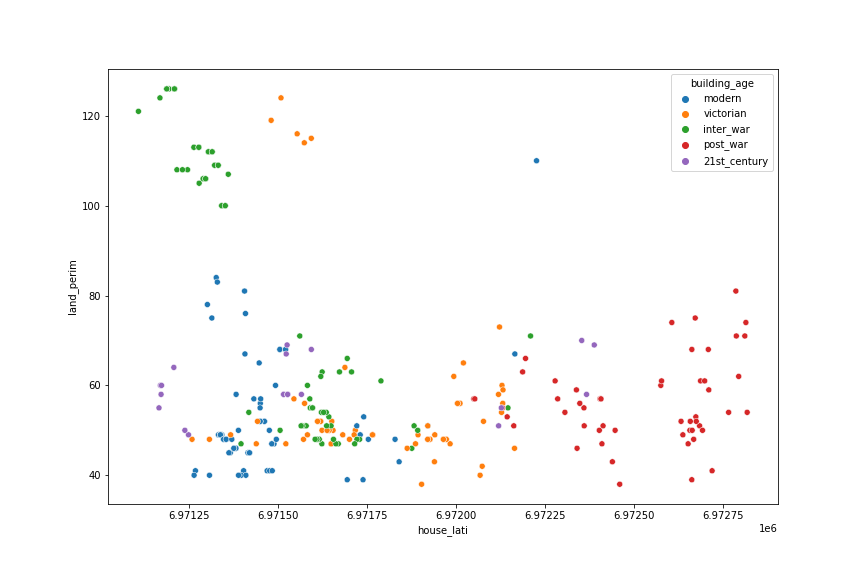 building_age
modern
victorian
inter_war
post_war
21st_century
land_perim
120
100
80
60
40
6.97125
6.97150
6.97175
6.97200
6.97225
6.97250
6.97275
1e6
house_lati